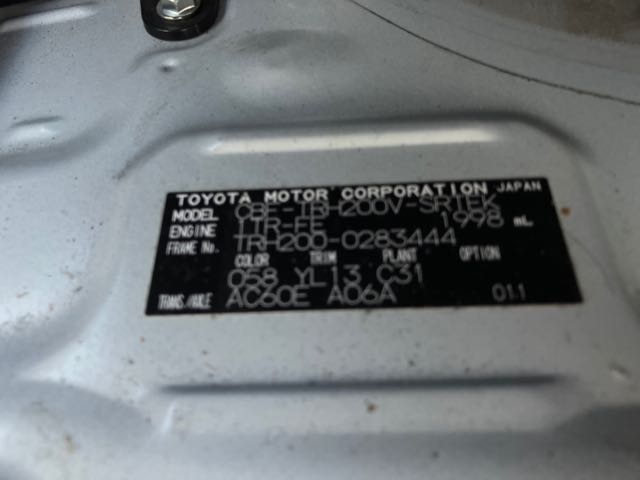 TOYOTA MOTOR CORPORATION JAPAN
MODEL CBF-TRH200V-SRTEK
ENGINE 1TR-FE 1998 mL
FRAME No. TRH200-0283444
COLOR TRIM PLANT OPTION
058 YL13 C31
TRANS/AXLE AC60E A06A 011